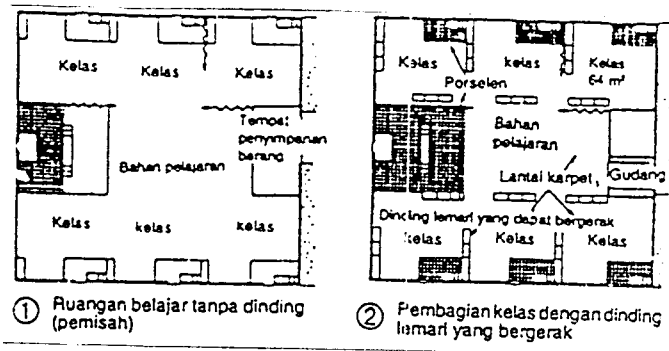 Kelas Kelas Kelas
Tempat
penyimpanan
barang
Bahan pelajaran
Kelas kelas kelas
① Ruangan belajar tanpa dinding
(pemisah)
Kelas kelas Kelas
64 m²
Porselen
Bahan
pelajaran
Lantai karpet
Gudang
Dinding lemari yang dapat bergerak
kelas Kelas Kelas
② Pembagian kelas dengan dinding
lemari yang bergerak